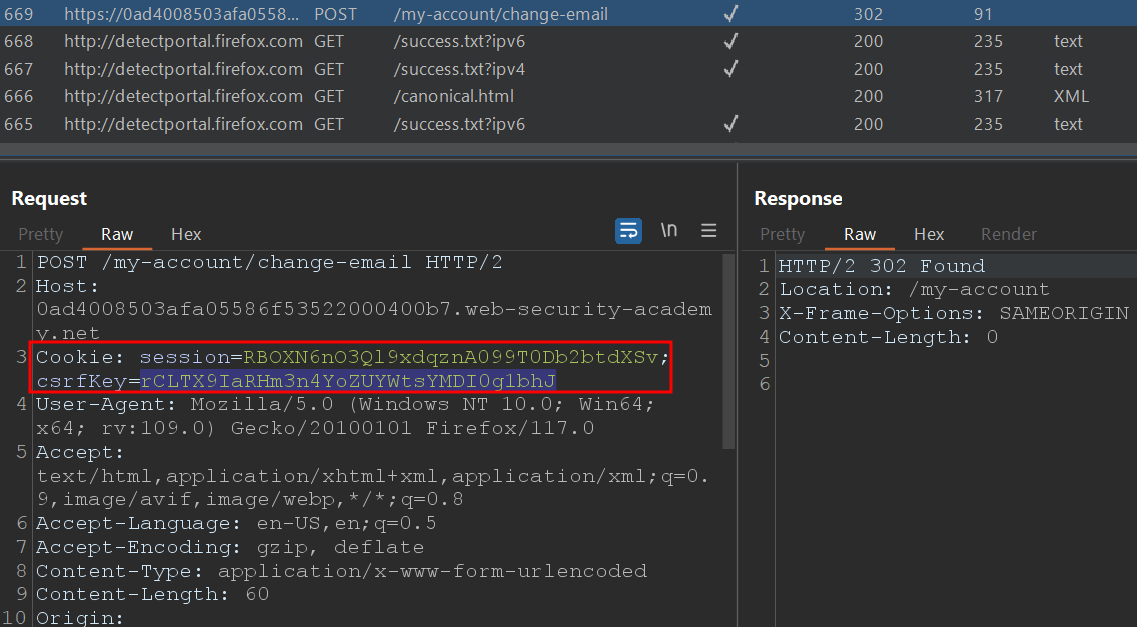 669 https://0ad4008503afa0558... POST /my-account/change-email 302 91
668 http://detectportal.firefox.com GET /success.txt?ipv6 200 235 text
667 http://detectportal.firefox.com GET /success.txt?ipv4 200 235 text
666 http://detectportal.firefox.com GET /canonical.html 200 317 XML
665 http://detectportal.firefox.com GET /success.txt?ipv6 200 235 text
Request
Pretty Raw Hex \n
1 POST /my-account/change-email HTTP/2
2 Host:
0ad4008503afa05586f53522000400b7.web-security-academ
y.net
3 Cookie: session=RBOXN6nO3Ql9xdqznA099T0Db2btdXSv;
csrfKey=rCLTX9IaRHm3n4YoZUYWtsYMDI0g1bhJ
4 User-Agent: Mozilla/5.0 (Windows NT 10.0; Win64;
x64; rv:109.0) Gecko/20100101 Firefox/117.0
5 Accept:
text/html,application/xhtml+xml,application/xml;q=0.
9,image/avif,image/webp,*/*;q=0.8
6 Accept-Language: en-US,en;q=0.5
7 Accept-Encoding: gzip, deflate
8 Content-Type: application/x-www-form-urlencoded
9 Content-Length: 60
10 Origin:
Response
Pretty Raw Hex Render
1 HTTP/2 302 Found
2 Location: /my-account
3 X-Frame-Options: SAMEORIGIN
4 Content-Length: 0
5
6